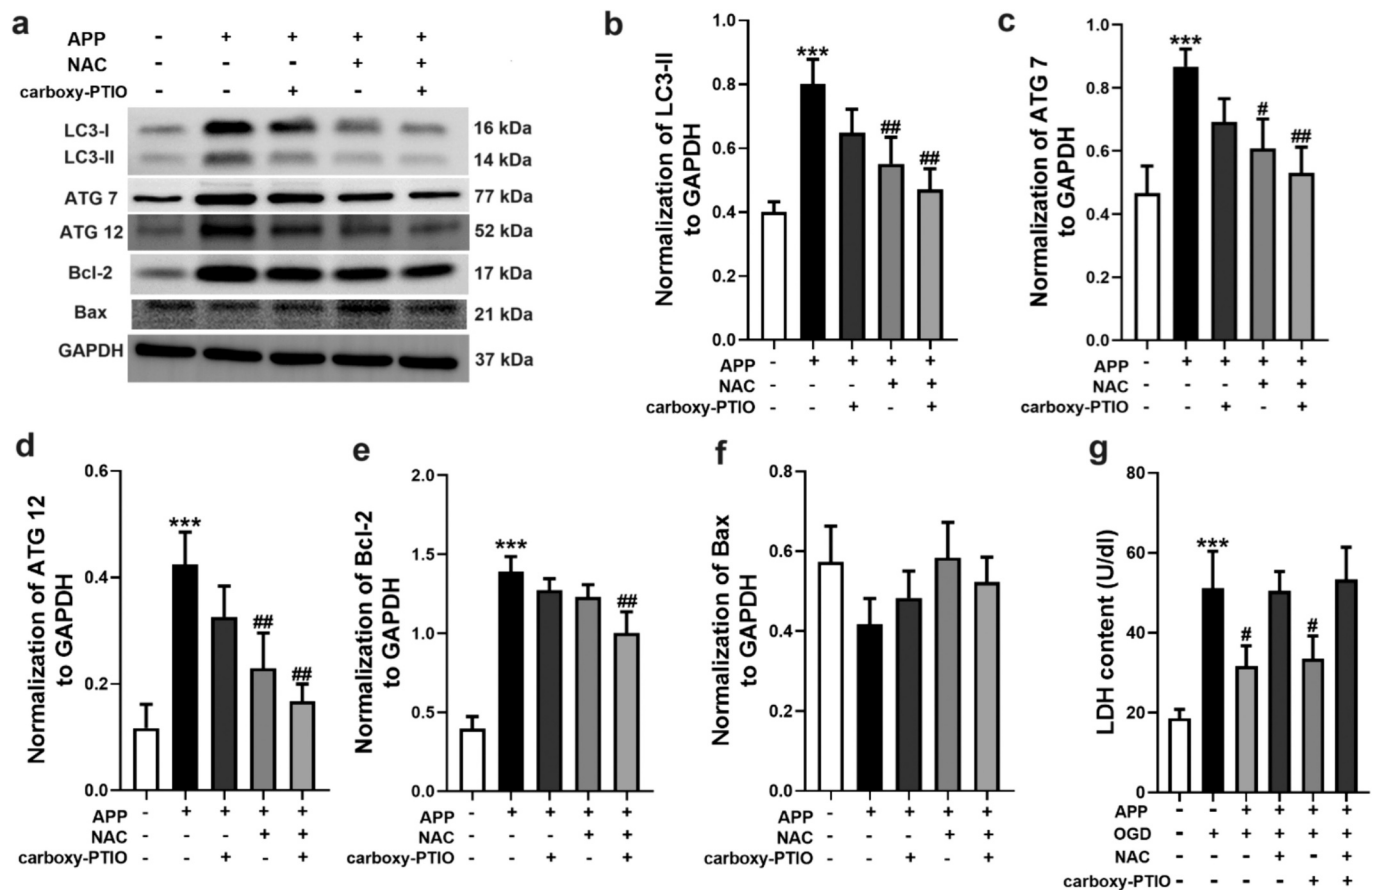 a
APP - + + + +
NAC - - - + +
carboxy-PTIO - - + - +
LC3-I 16 kDa
LC3-II 14 kDa
ATG 7 77 kDa
ATG 12 52 kDa
Bcl-2 17 kDa
Bax 21 kDa
GAPDH 37 kDa
b
Normalization of LC3-II
to GAPDH
1.0
0.8
0.6
0.4
0.2
0.0
***
##
##
APP - + + + +
NAC - - - + +
carboxy-PTIO - - + - +
c
Normalization of ATG 7
to GAPDH
1.0
0.8
0.6
0.4
0.2
0.0
***
#
##
APP - + + + +
NAC - - - + +
carboxy-PTIO - - + - +
d
Normalization of ATG 12
to GAPDH
0.6
0.4
0.2
0.0
***
##
##
APP - + + + +
NAC - - - + +
carboxy-PTIO - - + - +
e
Normalization of Bcl-2
to GAPDH
2.0
1.5
1.0
0.5
0.0
***
##
APP - + + + +
NAC - - - + +
carboxy-PTIO - - + - +
f
Normalization of Bax
to GAPDH
0.8
0.6
0.4
0.2
0.0
APP - + + + +
NAC - - - + +
carboxy-PTIO - - + - +
g
LDH content (U/dl)
80
60
40
20
0
***
#
#
APP - - + + + +
OGD - + + + + +
NAC - - - + - +
carboxy-PTIO - - - - + +